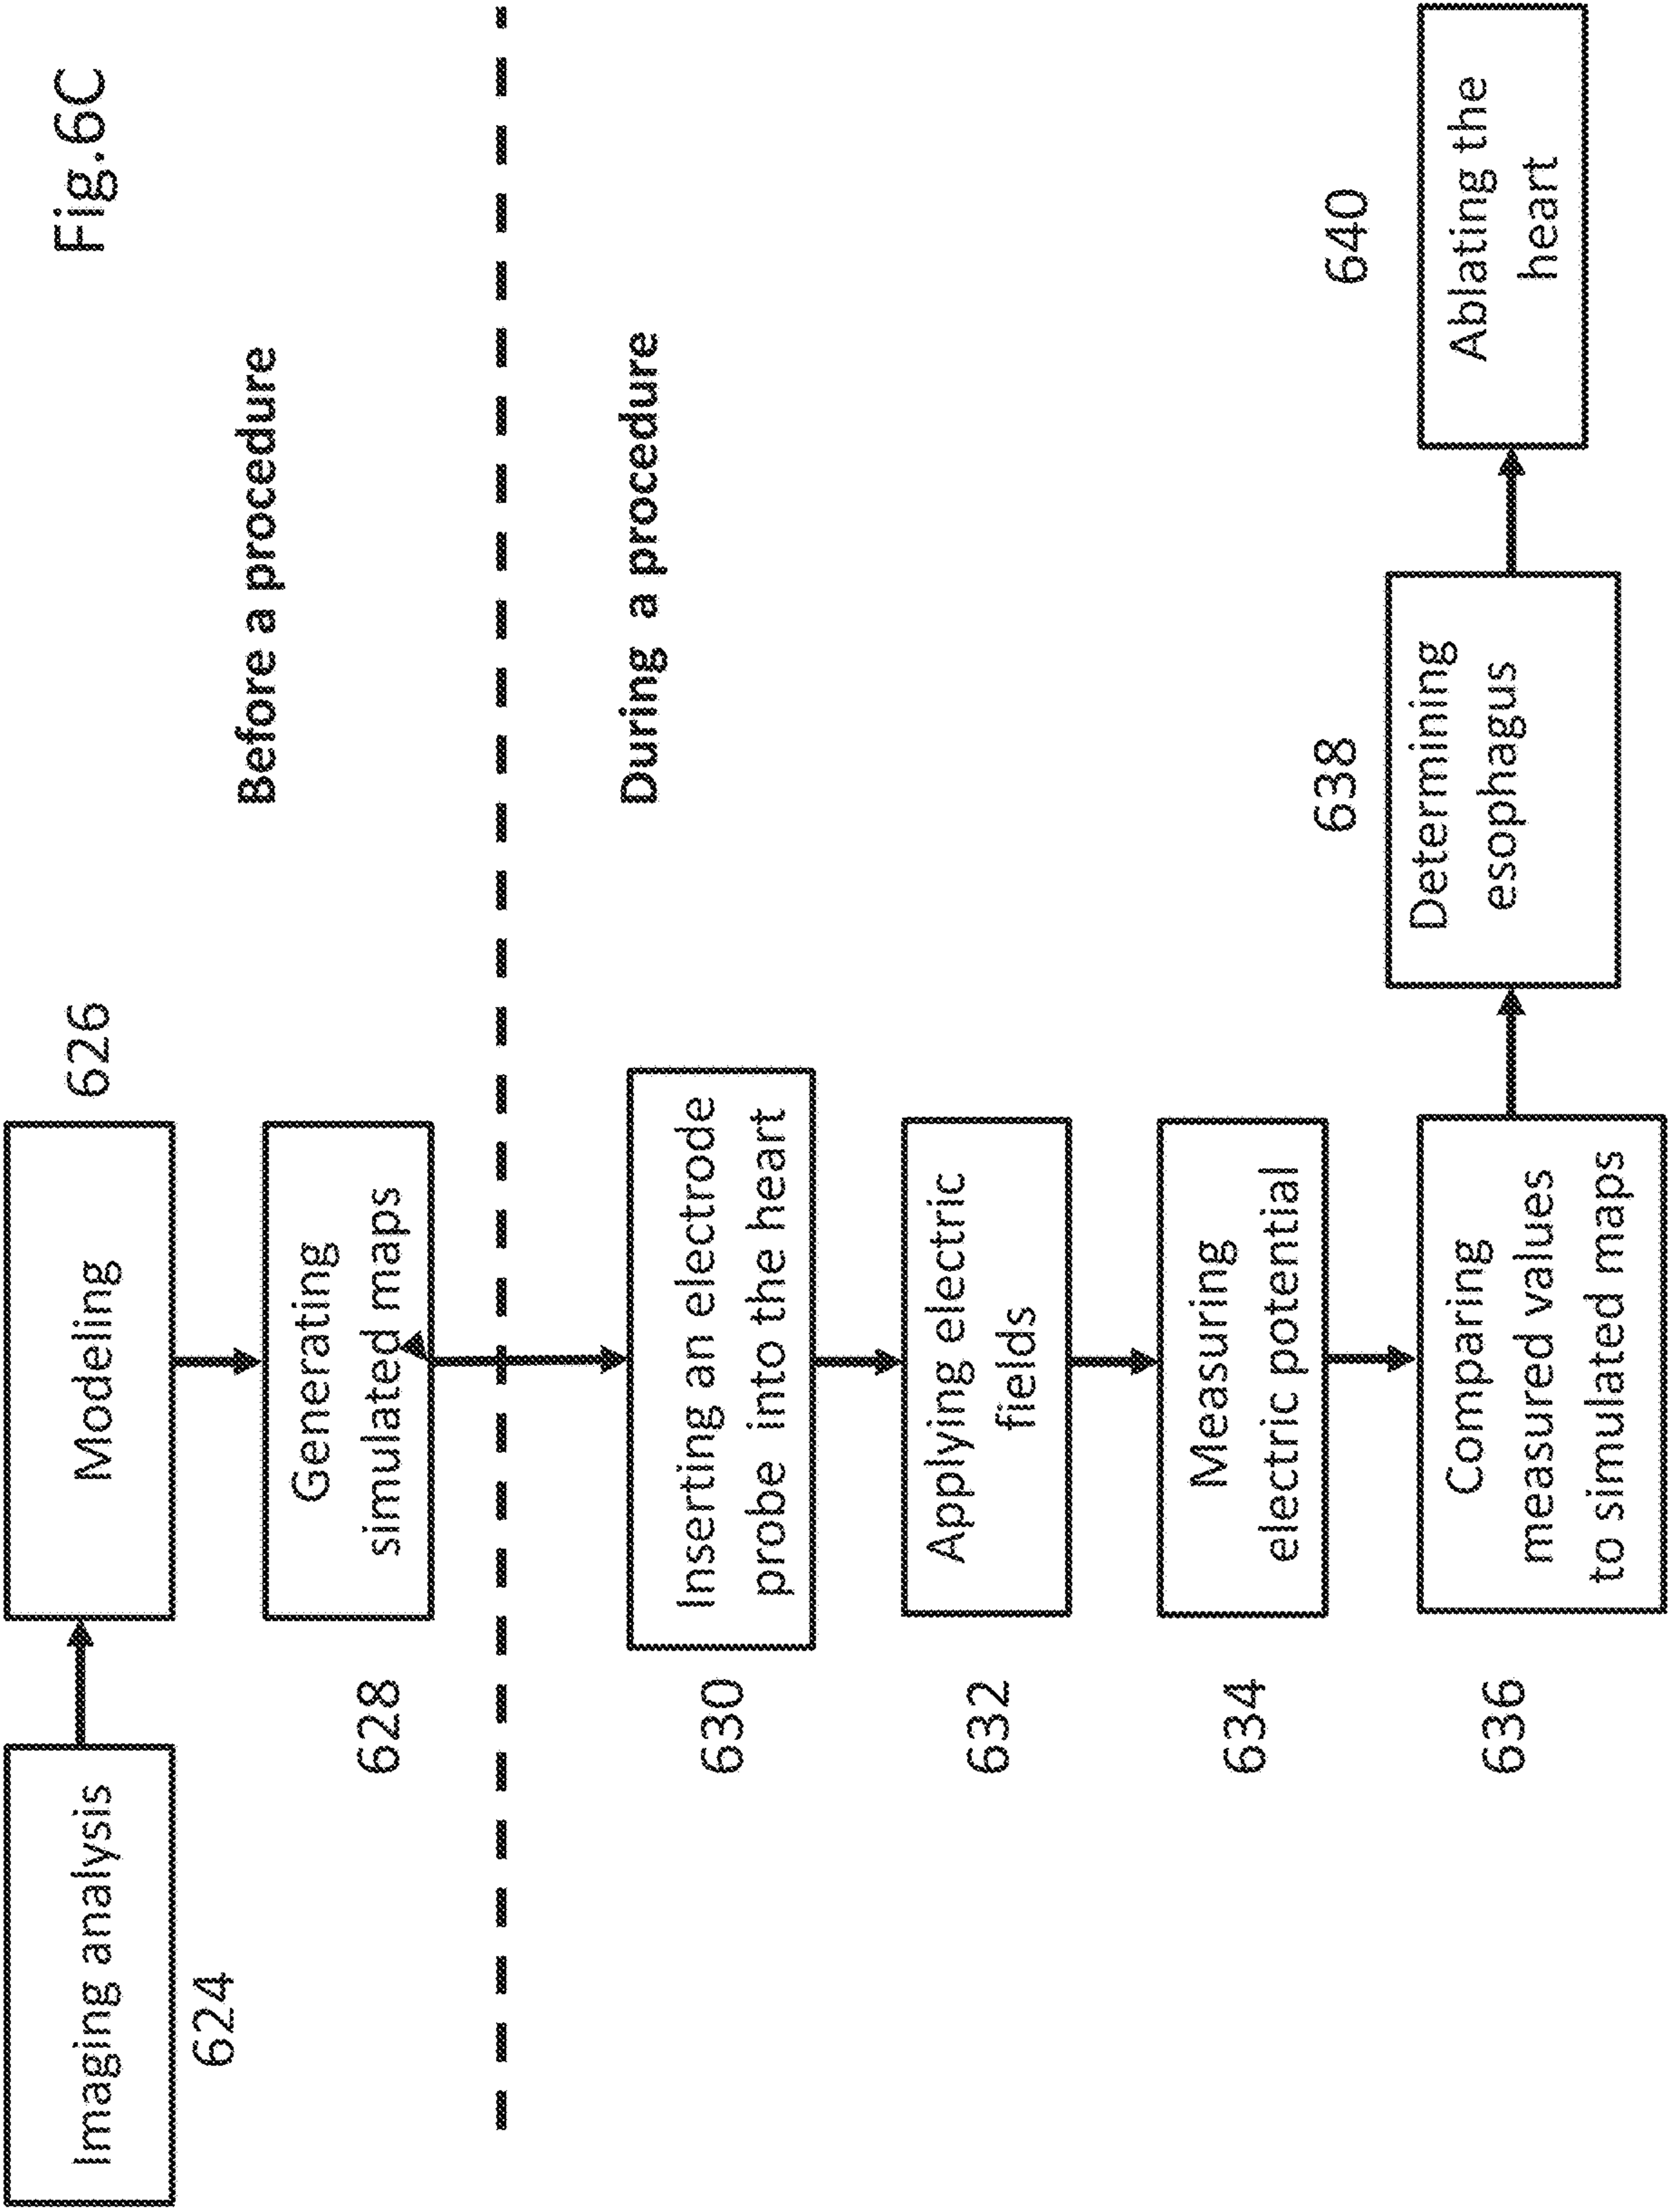 Fig.6C
Before a procedure
Imaging analysis
624
Modeling
626
Generating
simulated maps
628
During a procedure
Inserting an electrode
probe into the heart
630
Applying electric
fields
632
Measuring
electric potential
634
Comparing
measured values
to simulated maps
636
Determining
esophagus
638
Ablating the
heart
640